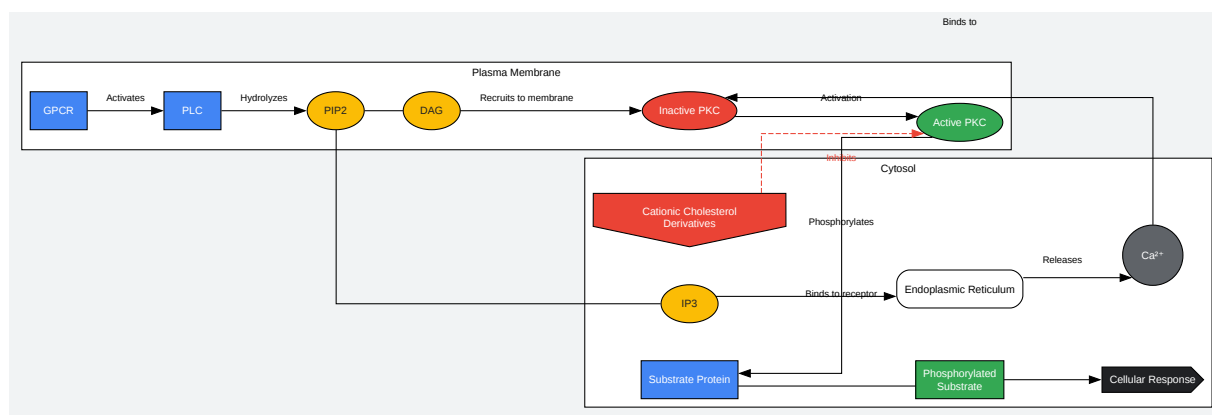 Binds to
Plasma Membrane
GPCR
Activates
PLC
Hydrolyzes
PIP2
DAG
Recruits to membrane
Inactive PKC
Activation
Active PKC
Inhibits
Cytosol
Cationic Cholesterol
Derivatives
Phosphorylates
IP3
Binds to receptor
Endoplasmic Reticulum
Releases
Ca²⁺
Substrate Protein
Phosphorylated
Substrate
Cellular Response